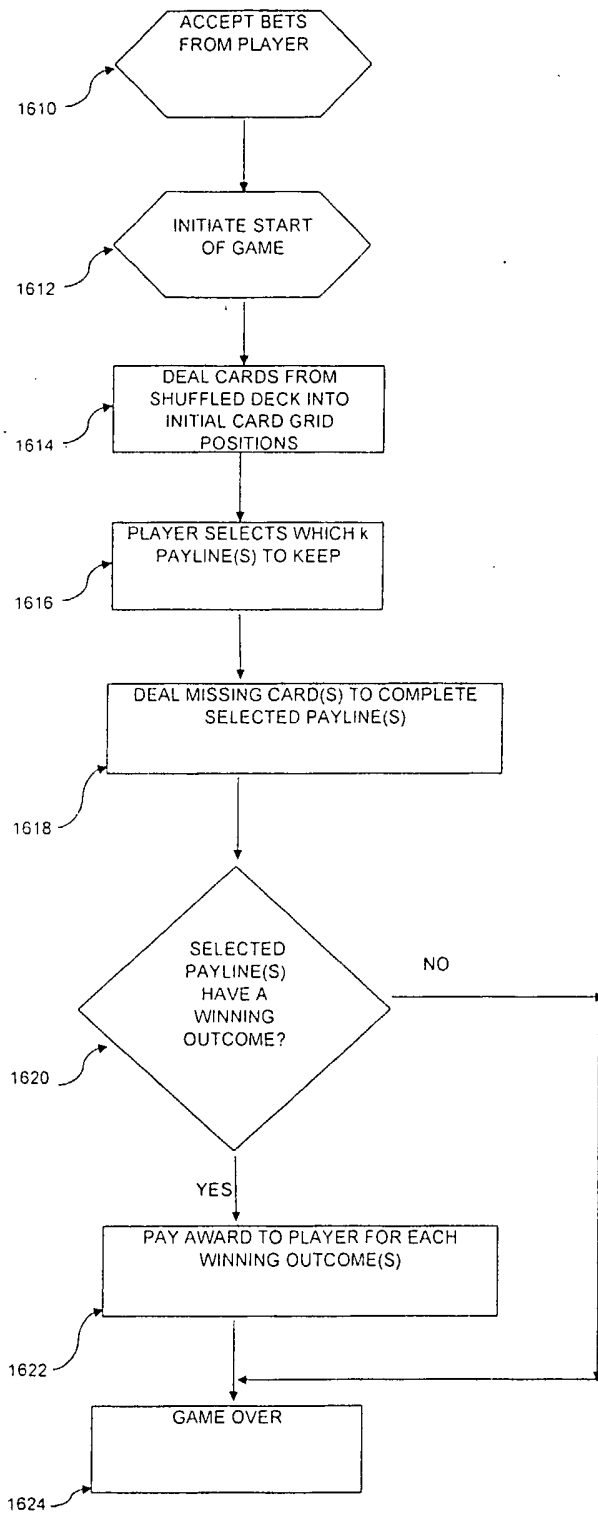 ACCEPT BETS
FROM PLAYER
1610
INITIATE START
OF GAME
1612
DEAL CARDS FROM
SHUFFLED DECK INTO
INITIAL CARD GRID
POSITIONS
1614
PLAYER SELECTS WHICH k
PAYLINE(S) TO KEEP
1616
DEAL MISSING CARD(S) TO COMPLETE
SELECTED PAYLINE(S)
1618
SELECTED
PAYLINE(S)
HAVE A
WINNING
OUTCOME?
NO
1620
YES
PAY AWARD TO PLAYER FOR EACH
WINNING OUTCOME(S)
1622
GAME OVER
1624